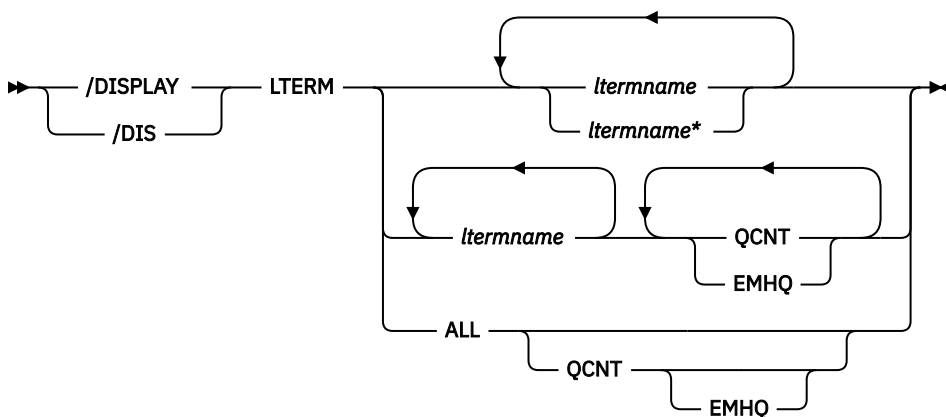 /DISPLAY LTERM ltermname
/DIS ltermname*
ltermname QCNT
EMHQ
ALL
QCNT
EMHQ